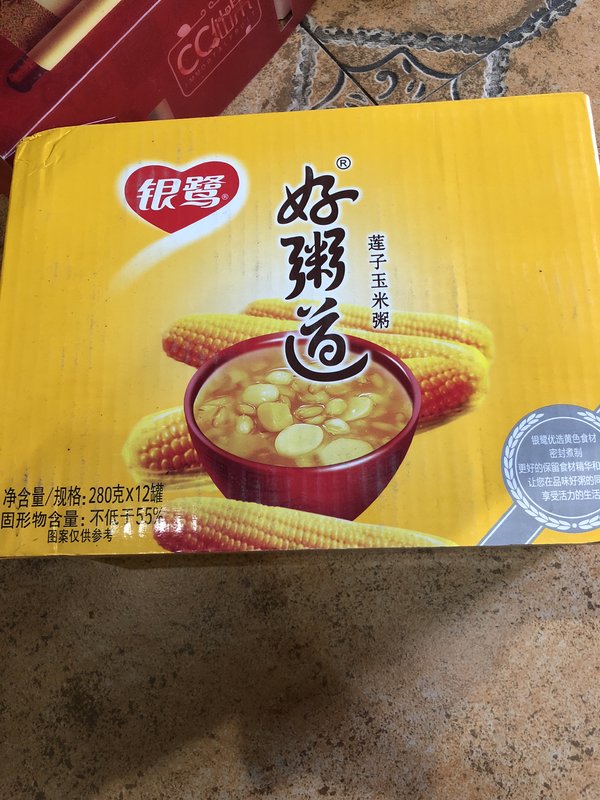 银鹭®
好粥道®
莲子玉米粥
净含量/规格: 280克X12罐
固形物含量: 不低于55%
图案仅供参考
银鹭优选黄色食材
密封煮制
更好的保留食材精华和
让您在品味好粥的同
享受活力的生活